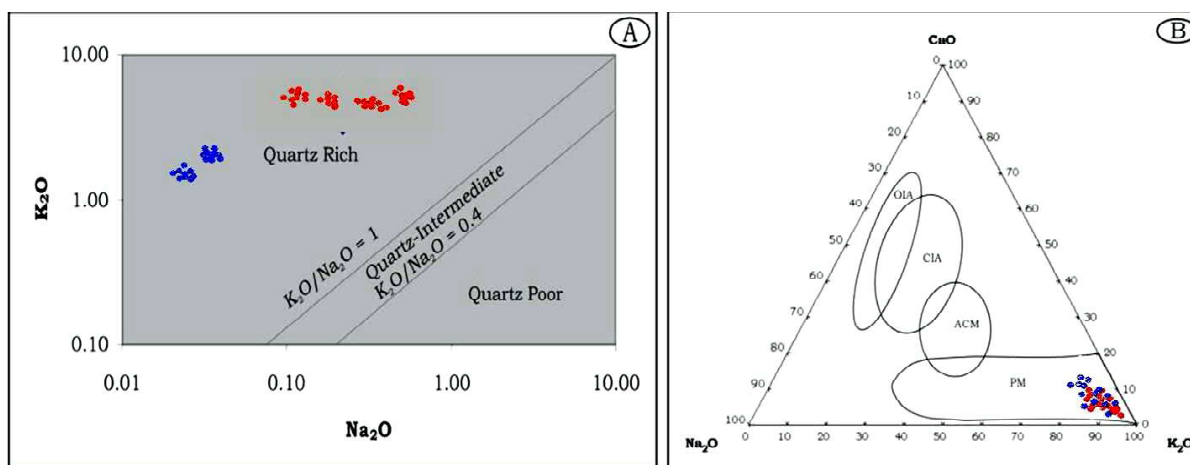 A
10.00
K₂O
1.00
0.10
Quartz Rich
K₂O/Na₂O = 1
Quartz-Intermediate
K₂O/Na₂O = 0.4
Quartz Poor
0.01
0.10
1.00
10.00
Na₂O
B
CaO
0 100
10 90
20 80
30 70
40 60
50 50
60 40
70 30
80 20
90 10
100 0
OIA
CIA
ACM
PM
Na₂O
0 10 20 30 40 50 60 70 80 90 100
K₂O